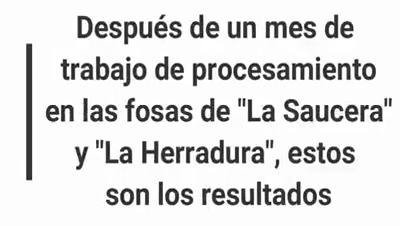 Después de un mes de
trabajo de procesamiento
en las fosas de "La Saucera"
y "La Herradura", estos
son los resultados